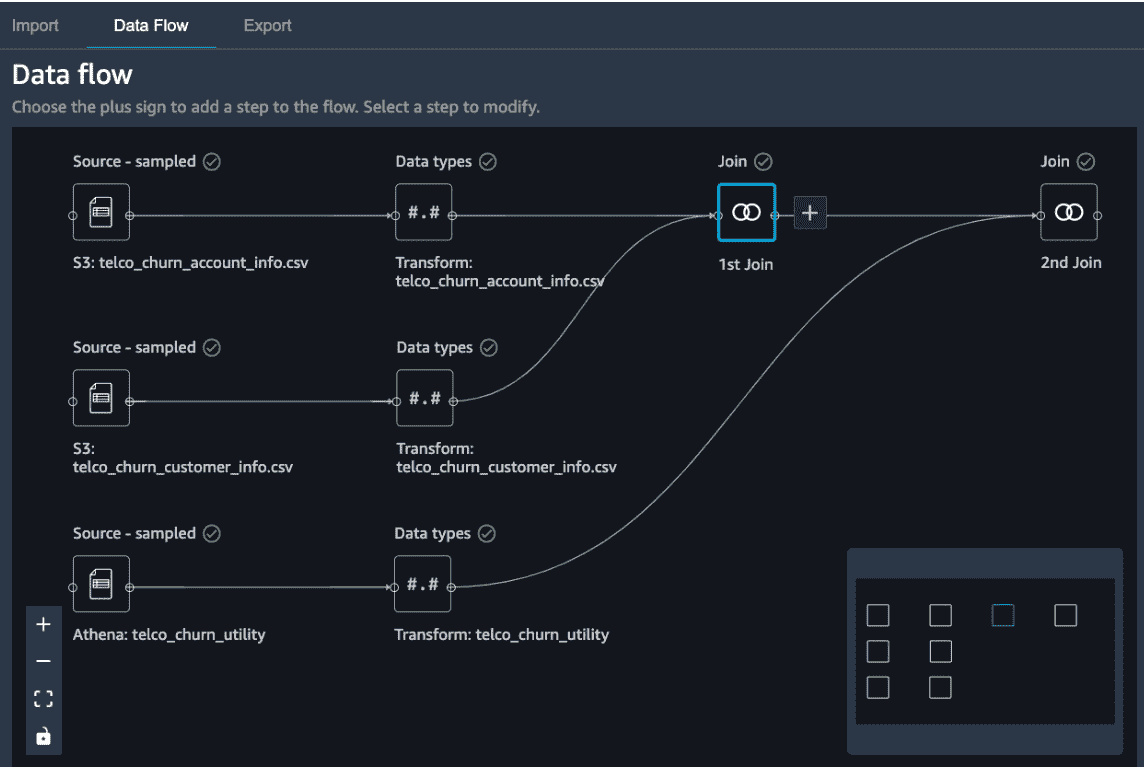 Import Data Flow Export
Data flow
Choose the plus sign to add a step to the flow. Select a step to modify.
Source - sampled
Data types
Join
Join
#.#
S3: telco_churn_account_info.csv
Transform:
telco_churn_account_info.csv
1st Join
2nd Join
Source - sampled
Data types
#.#
S3:
telco_churn_customer_info.csv
Transform:
telco_churn_customer_info.csv
Source - sampled
Data types
#.#
Athena: telco_churn_utility
Transform: telco_churn_utility